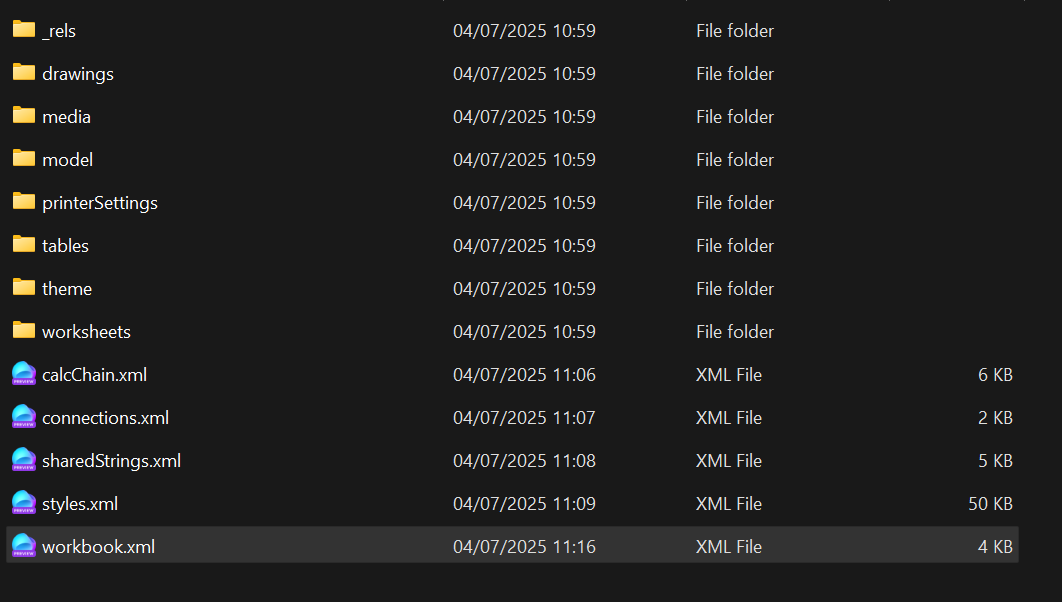 _rels 04/07/2025 10:59 File folder
drawings 04/07/2025 10:59 File folder
media 04/07/2025 10:59 File folder
model 04/07/2025 10:59 File folder
printerSettings 04/07/2025 10:59 File folder
tables 04/07/2025 10:59 File folder
theme 04/07/2025 10:59 File folder
worksheets 04/07/2025 10:59 File folder
PREVIEW calcChain.xml 04/07/2025 11:06 XML File 6 KB
PREVIEW connections.xml 04/07/2025 11:07 XML File 2 KB
PREVIEW sharedStrings.xml 04/07/2025 11:08 XML File 5 KB
PREVIEW styles.xml 04/07/2025 11:09 XML File 50 KB
PREVIEW workbook.xml 04/07/2025 11:16 XML File 4 KB